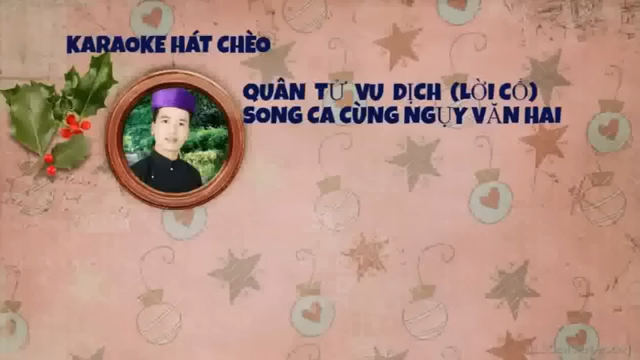 KARAOKE HÁT CHÈO
QUÂN TỬ VU DỊCH (LỜI CỔ)
SONG CA CÙNG NGỤY VĂN HAI